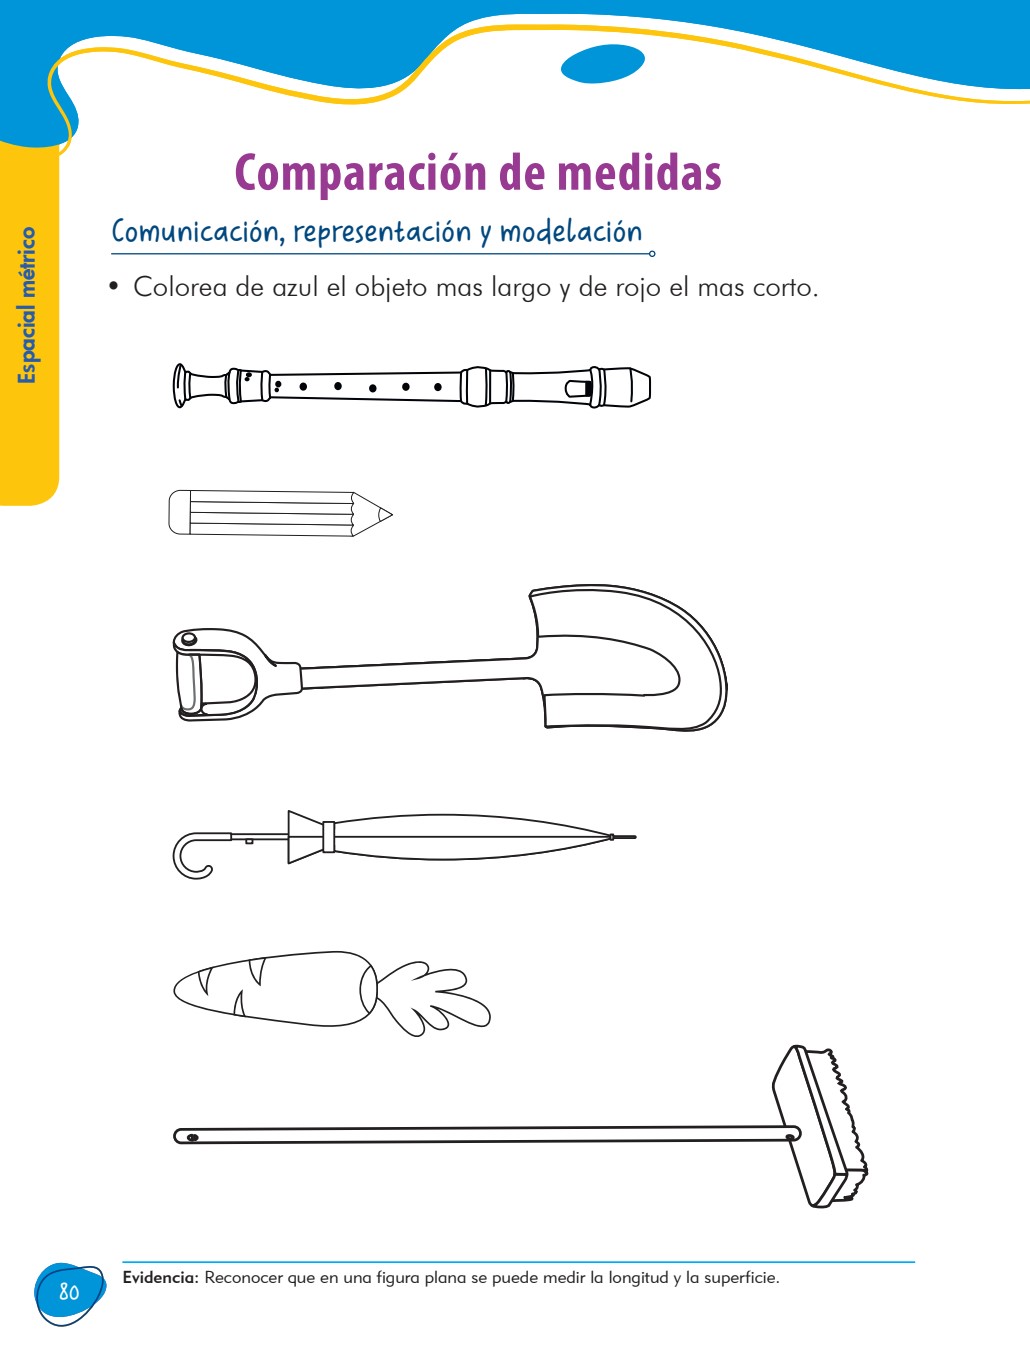 Comparación de medidas
Comunicación, representación y modelación
Espacial métrico
• Colorea de azul el objeto mas largo y de rojo el mas corto.
Evidencia: Reconocer que en una figura plana se puede medir la longitud y la superficie.
80